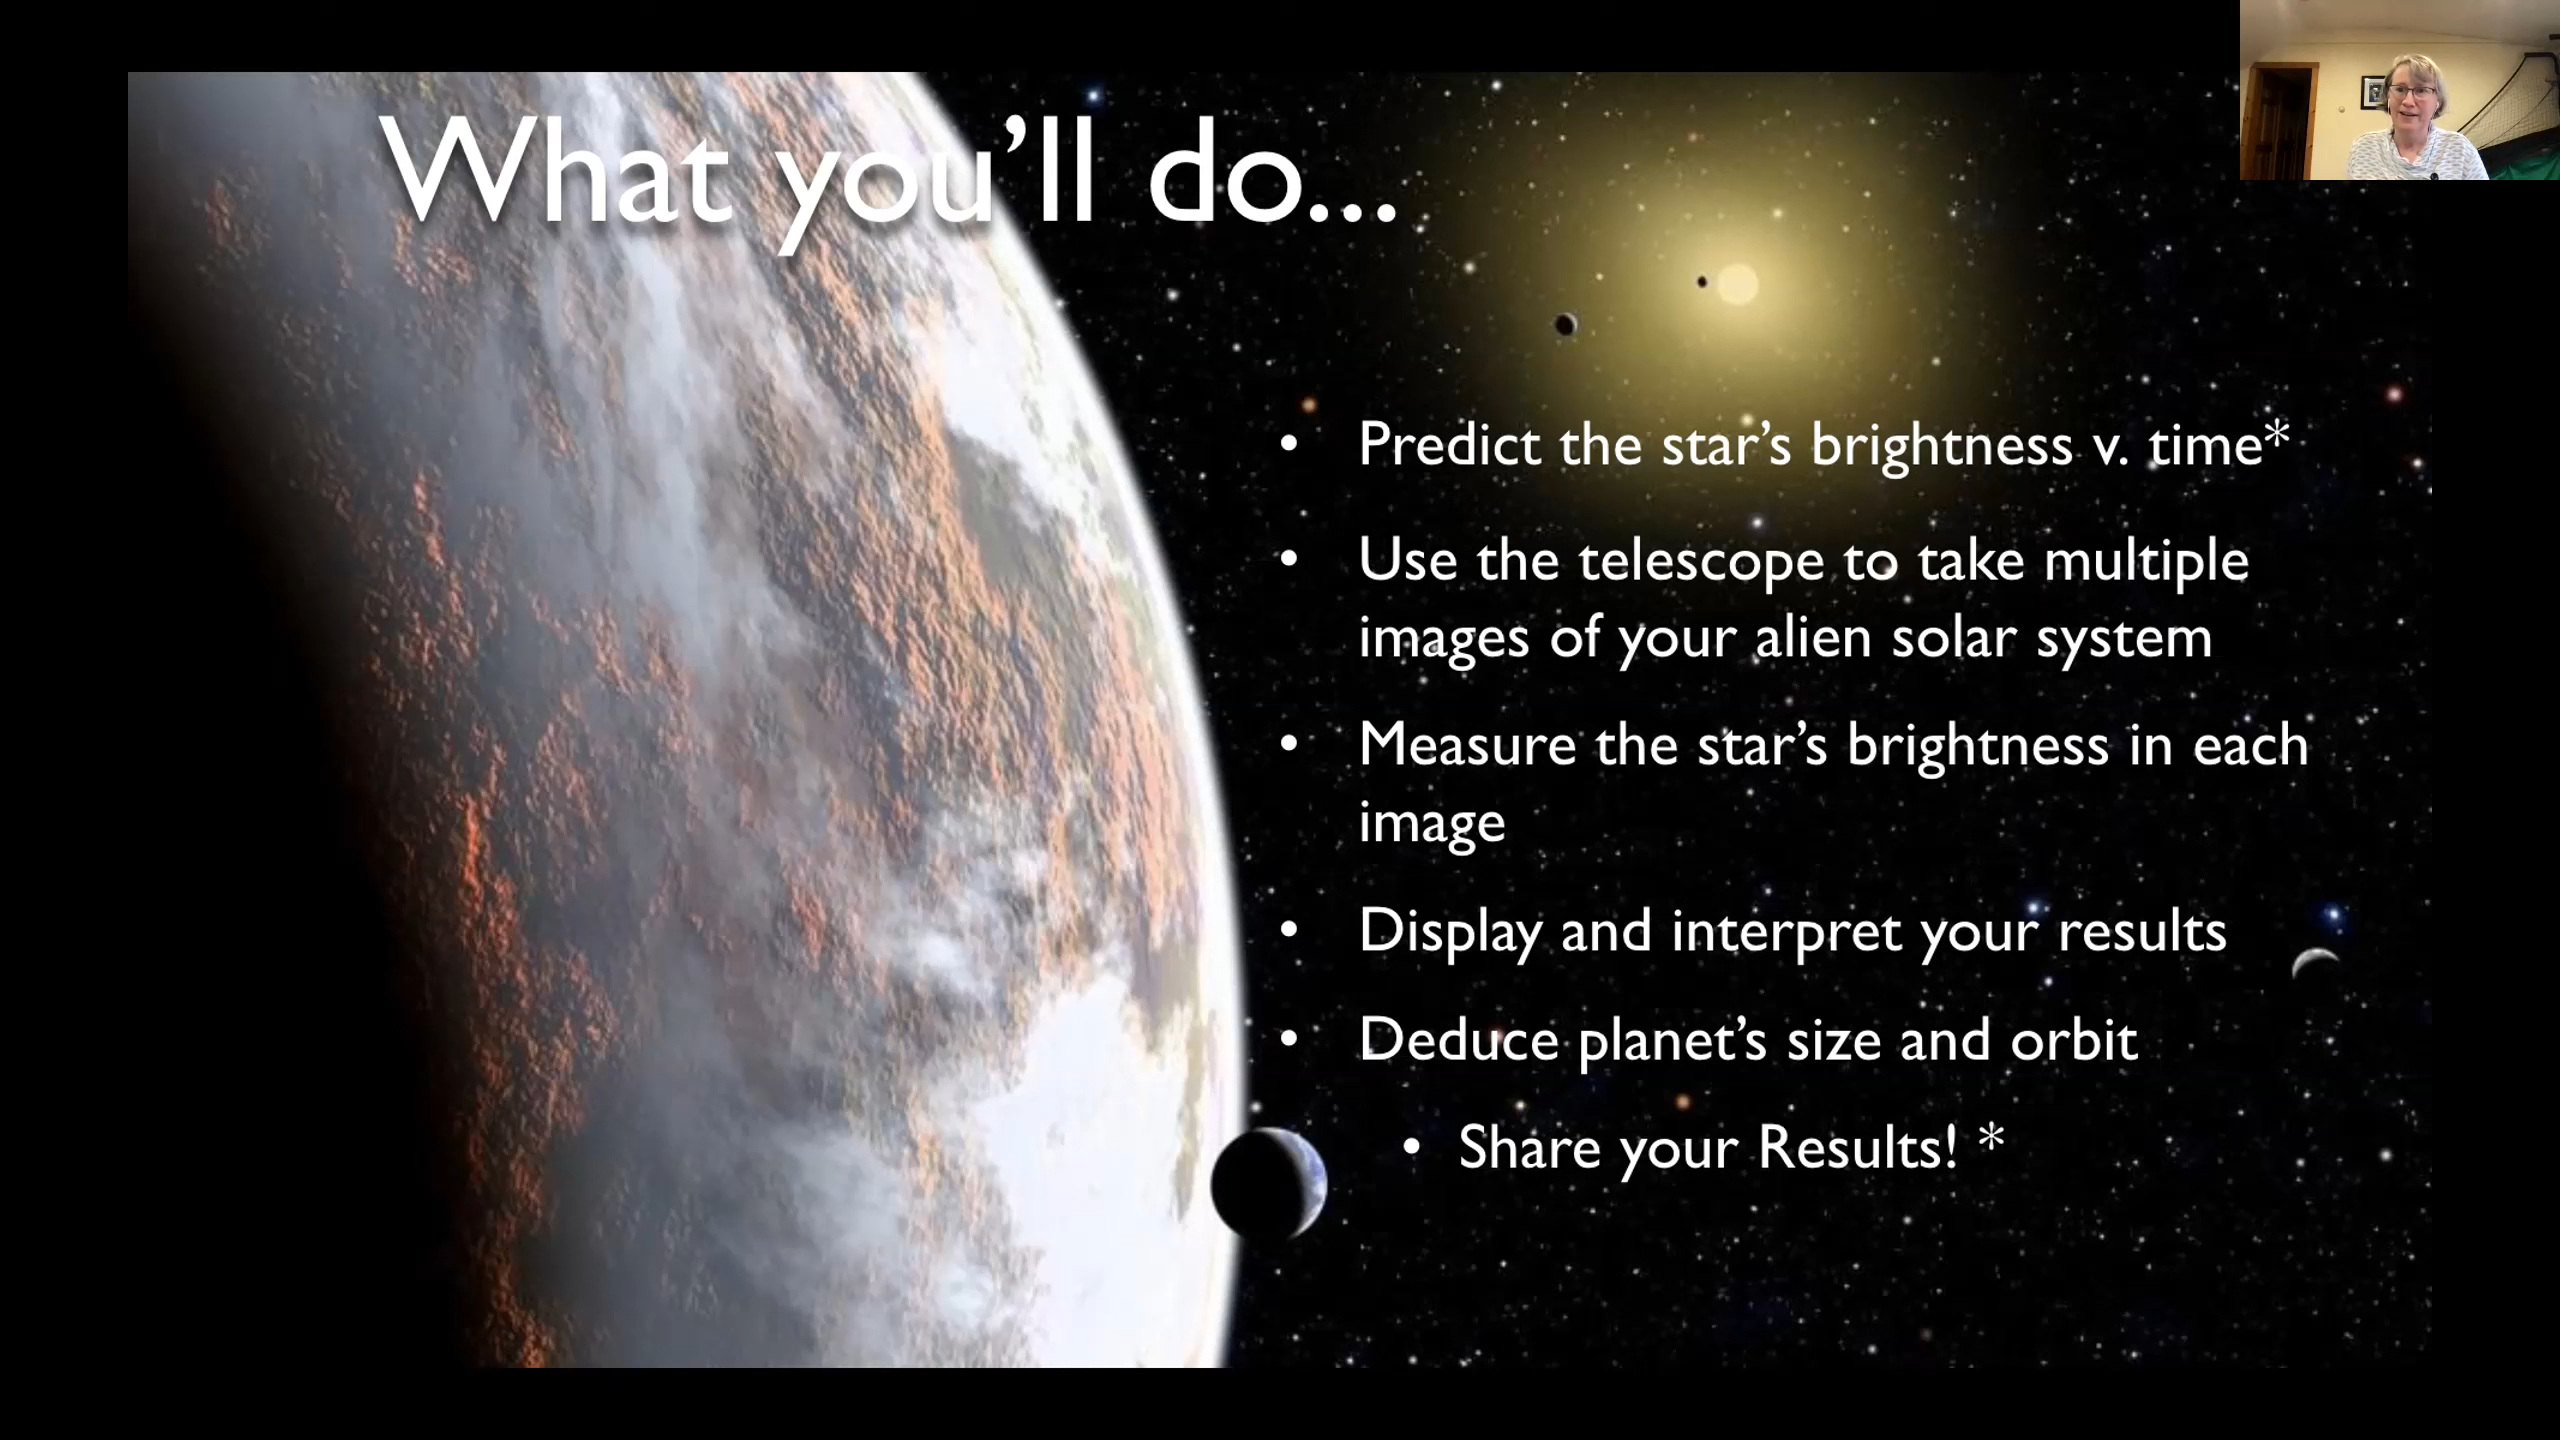 What you’ll do...
• Predict the star’s brightness v. time*
• Use the telescope to take multiple
images of your alien solar system
• Measure the star’s brightness in each
image
• Display and interpret your results
• Deduce planet’s size and orbit
• Share your Results! *